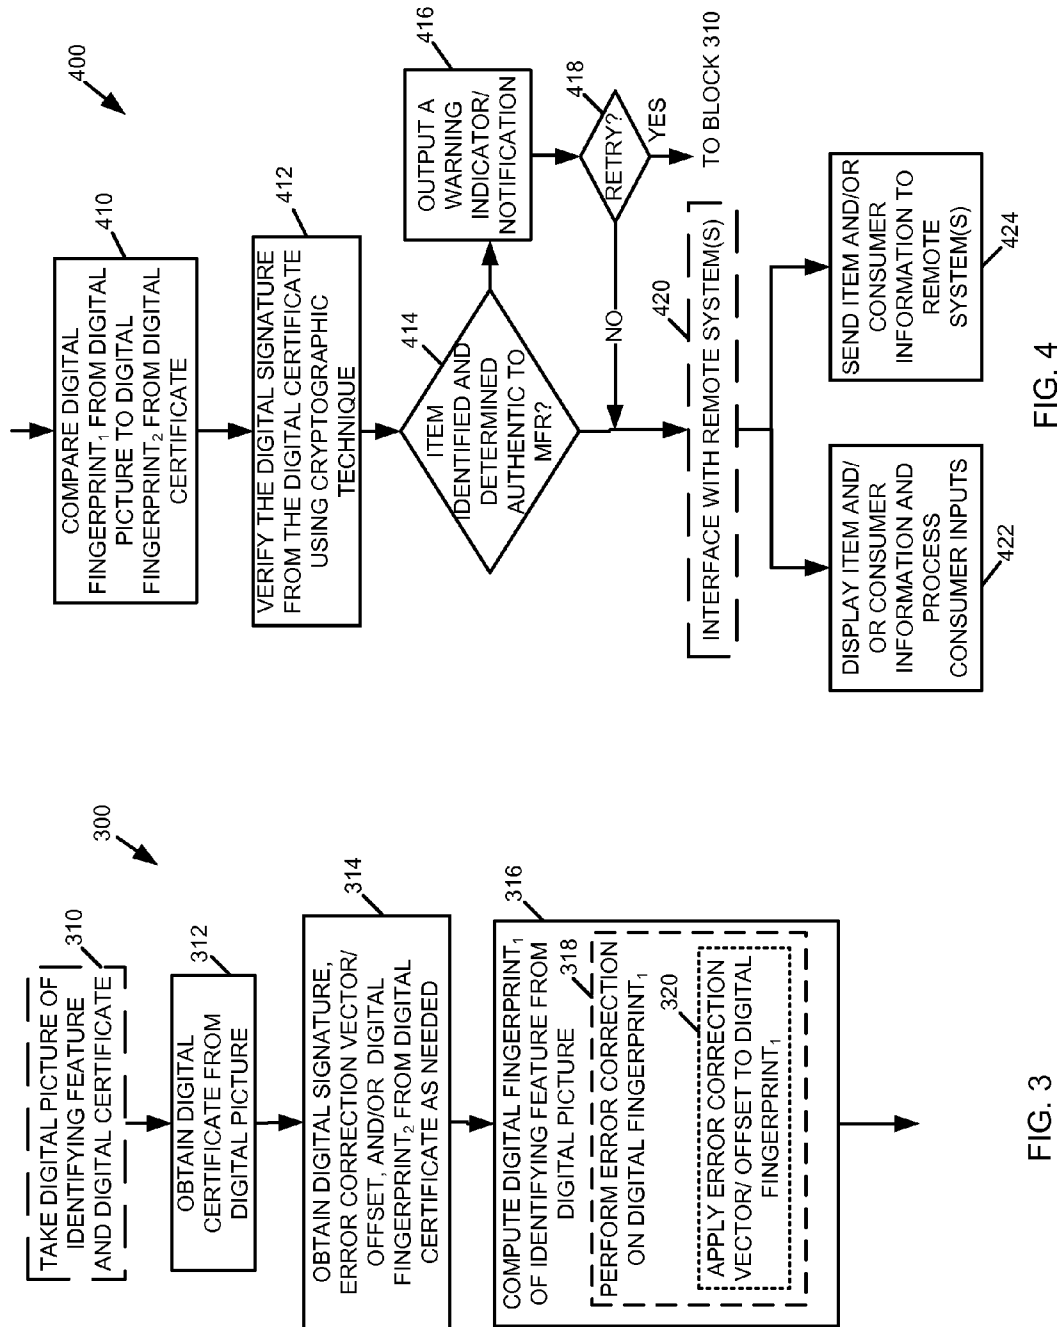 300
TAKE DIGITAL PICTURE OF
IDENTIFYING FEATURE
AND DIGITAL CERTIFICATE
310
OBTAIN DIGITAL
CERTIFICATE FROM
DIGITAL PICTURE
312
OBTAIN DIGITAL SIGNATURE,
ERROR CORRECTION VECTOR/
OFFSET, AND/OR DIGITAL
FINGERPRINT₂ FROM DIGITAL
CERTIFICATE AS NEEDED
314
COMPUTE DIGITAL FINGERPRINT₁
OF IDENTIFYING FEATURE FROM
DIGITAL PICTURE
316
318
PERFORM ERROR CORRECTION
ON DIGITAL FINGERPRINT₁
320
APPLY ERROR CORRECTION
VECTOR/ OFFSET TO DIGITAL
FINGERPRINT₁
FIG. 3
400
COMPARE DIGITAL
FINGERPRINT₁ FROM DIGITAL
PICTURE TO DIGITAL
FINGERPRINT₂ FROM DIGITAL
CERTIFICATE
410
VERIFY THE DIGITAL SIGNATURE
FROM THE DIGITAL CERTIFICATE
USING CRYPTOGRAPHIC
TECHNIQUE
412
ITEM
IDENTIFIED AND
DETERMINED
AUTHENTIC TO
MFR?
414
OUTPUT A
WARNING
INDICATOR/
NOTIFICATION
416
RETRY?
418
YES
TO BLOCK 310
NO
INTERFACE WITH REMOTE SYSTEM(S)
420
DISPLAY ITEM AND/
OR CONSUMER
INFORMATION AND
PROCESS
CONSUMER INPUTS
422
SEND ITEM AND/OR
CONSUMER
INFORMATION TO
REMOTE
SYSTEM(S)
424
FIG. 4